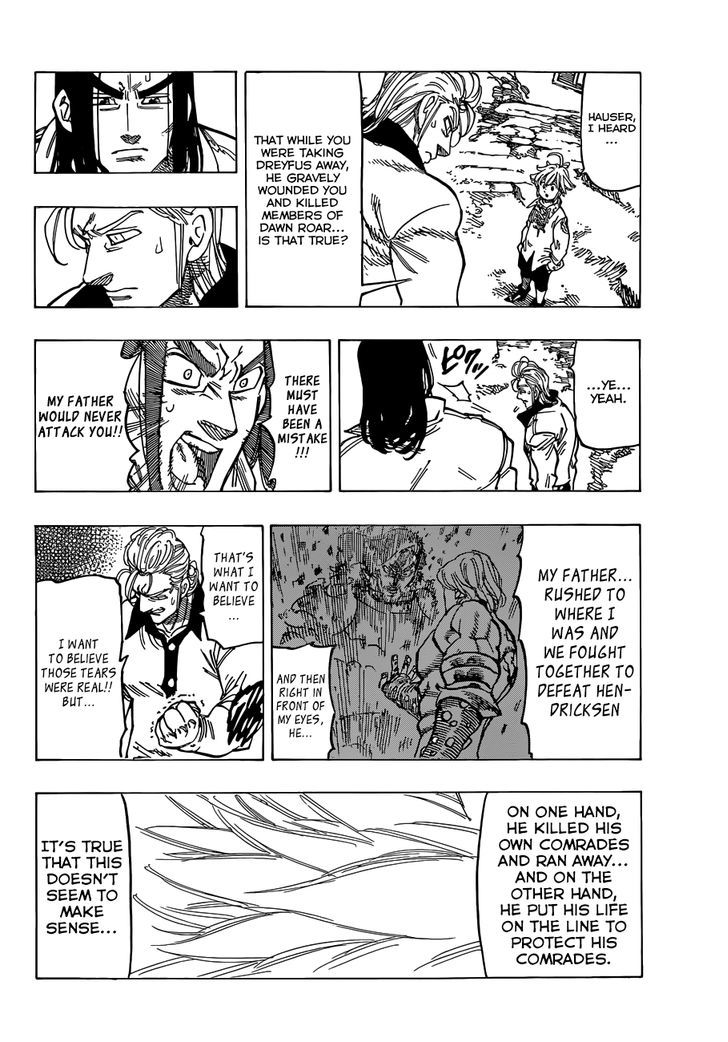 HAUSER,
I HEARD
...
THAT WHILE YOU
WERE TAKING
DREYFUS AWAY,
HE GRAVELY
WOUNDED YOU
AND KILLED
MEMBERS OF
DAWN ROAR...
IS THAT TRUE?
...YE...
YEAH.
ピクッ
THERE
MUST
HAVE
BEEN A
MISTAKE
!!!
MY FATHER
WOULD NEVER
ATTACK YOU!!
MY FATHER...
RUSHED TO
WHERE I
WAS AND
WE FOUGHT
TOGETHER TO
DEFEAT HEN-
DRICKSEN
AND THEN
RIGHT IN
FRONT OF
MY EYES,
HE...
THAT'S
WHAT I
WANT TO
BELIEVE
...
I WANT
TO BELIEVE
THOSE TEARS
WERE REAL!!
BUT...
ON ONE HAND,
HE KILLED HIS
OWN COMRADES
AND RAN AWAY...
AND ON THE
OTHER HAND,
HE PUT HIS LIFE
ON THE LINE TO
PROTECT HIS
COMRADES.
IT'S TRUE
THAT THIS
DOESN'T
SEEM TO
MAKE
SENSE...